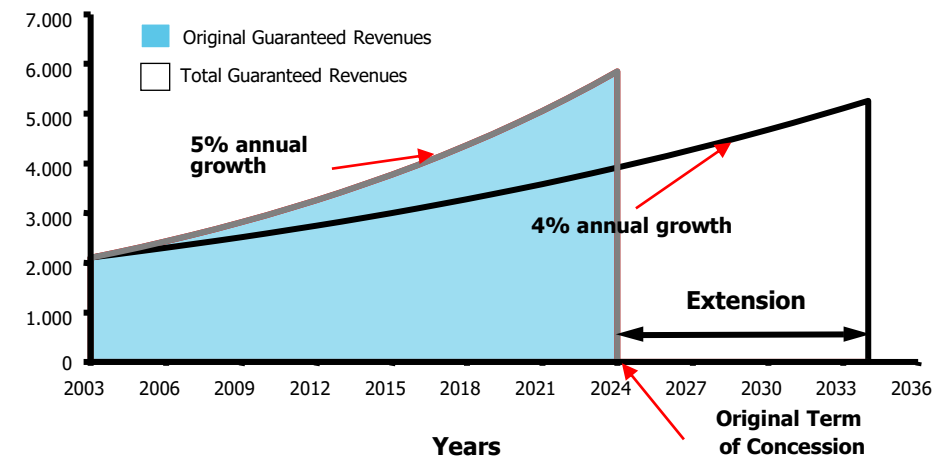 7.000
6.000
5.000
4.000
3.000
2.000
1.000
0
Original Guaranteed Revenues
Total Guaranteed Revenues
5% annual
growth
4% annual growth
Extension
2003 2006 2009 2012 2015 2018 2021 2024 2027 2030 2033 2036
Original Term
of Concession
Years